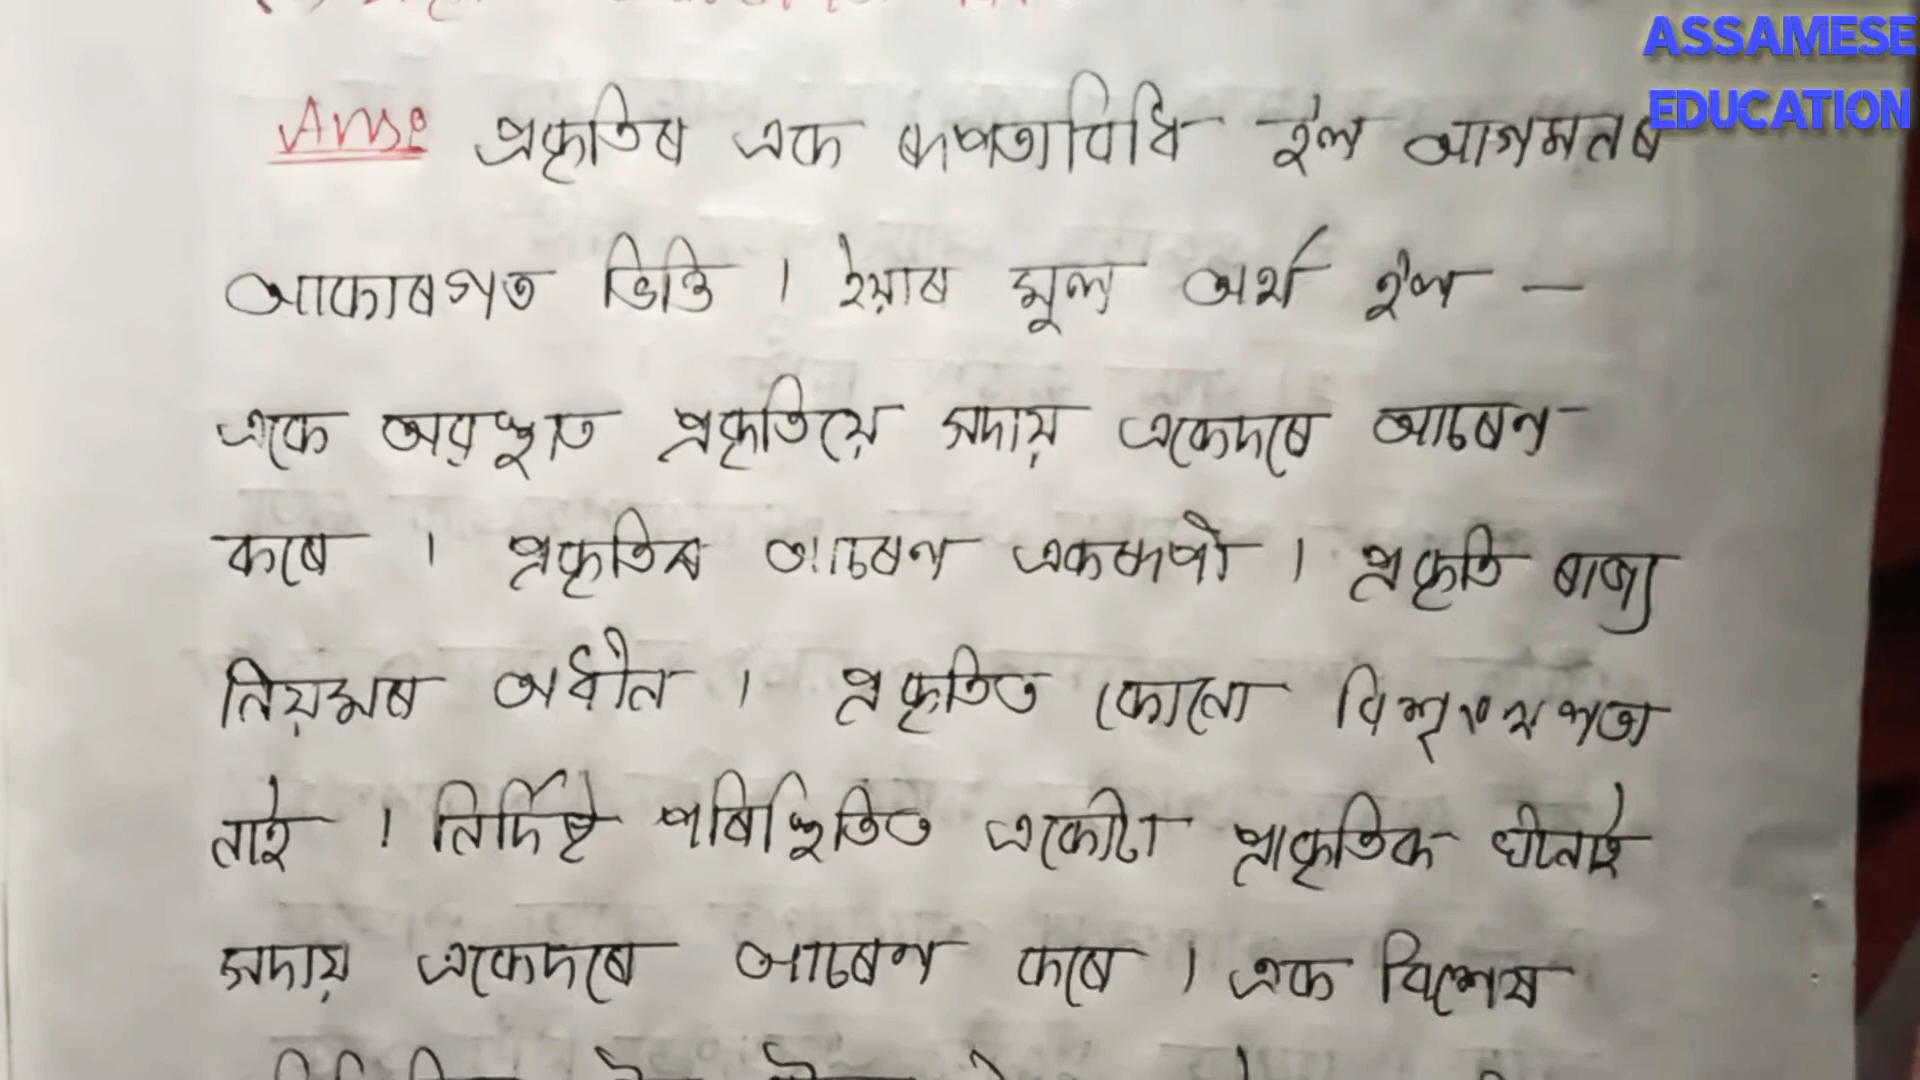 ASSAMESE
EDUCATION
Ans: প্ৰকৃতিৰ এক ৰূপতাবিধি হ'ল আগমনৰ
আকাৰগত ভিত্তি । ইয়াৰ মূল অৰ্থ হ'ল —
একে অৱস্থাত প্ৰকৃতিয়ে সদায় একেদৰে আচৰণ
কৰে । প্ৰকৃতিৰ আচৰণ একৰূপী । প্ৰকৃতি ৰাজ্য
নিয়মৰ অধীন । প্ৰকৃতিত কোনো বিশৃংখলতা
নাই । নিৰ্দিষ্ট পৰিস্থিতিত একোটা প্ৰাকৃতিক ঘটনাই
সদায় একেদৰে আচৰণ কৰে । এক বিশেষ